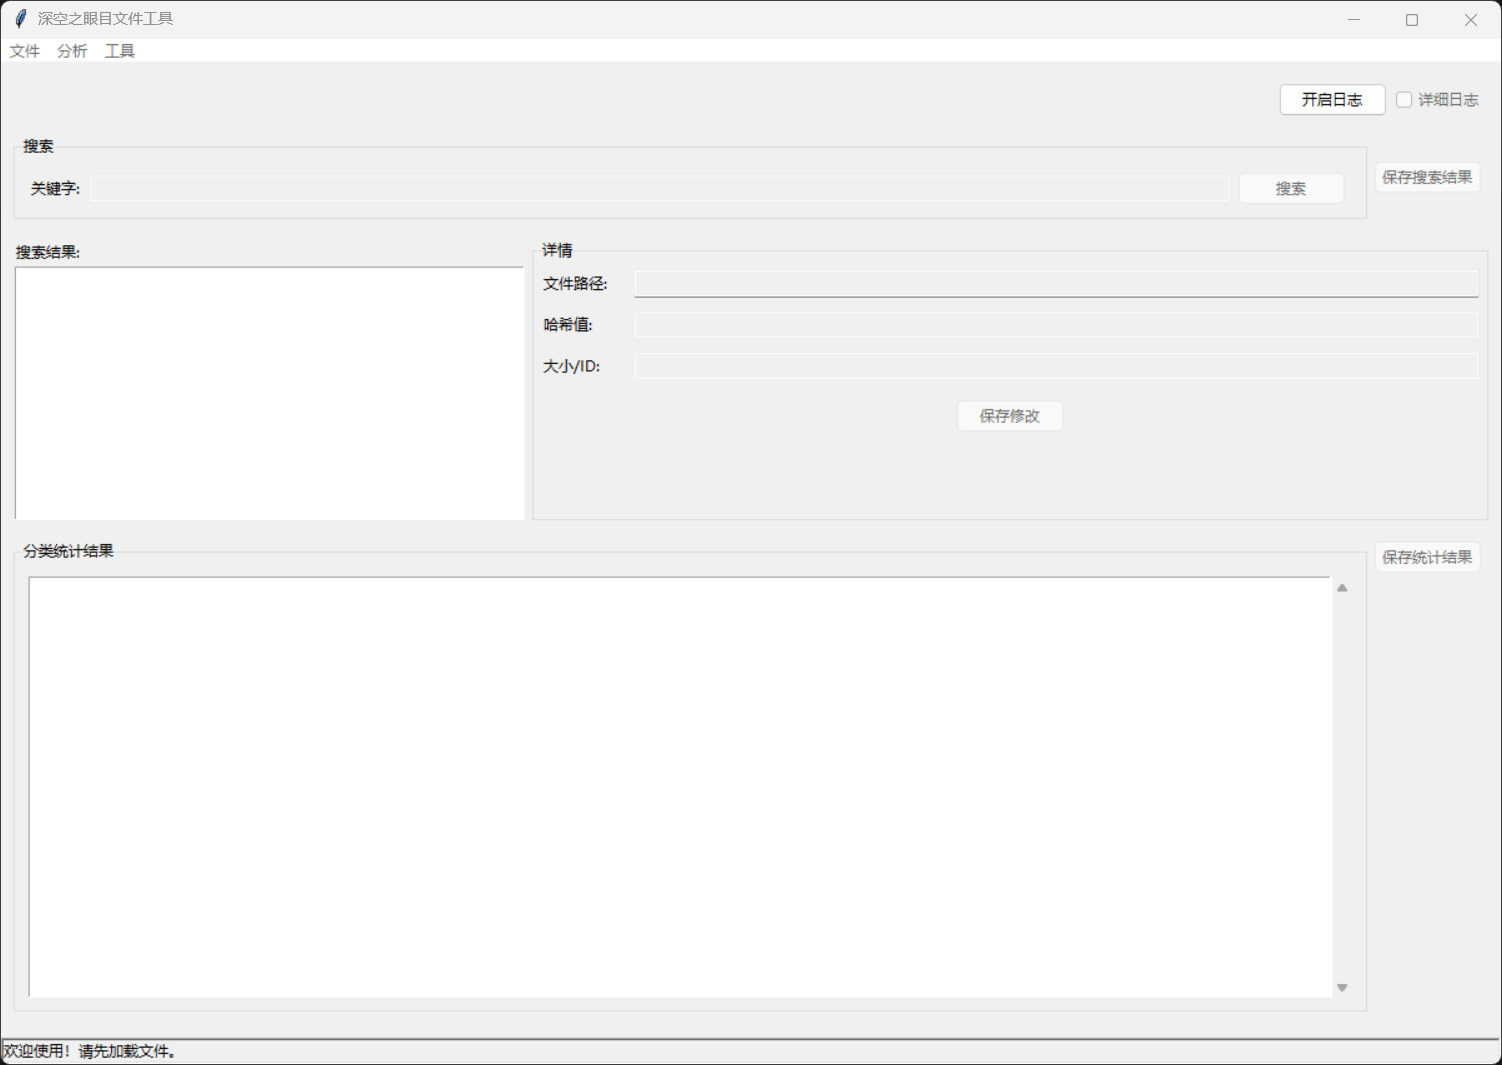 深空之眼目文件工具
文件 分析 工具
开启日志 详细日志
搜索
关键字: 搜索 保存搜索结果
搜索结果:
详情
文件路径:
哈希值:
大小/ID:
保存修改
分类统计结果
保存统计结果
欢迎使用！请先加载文件。